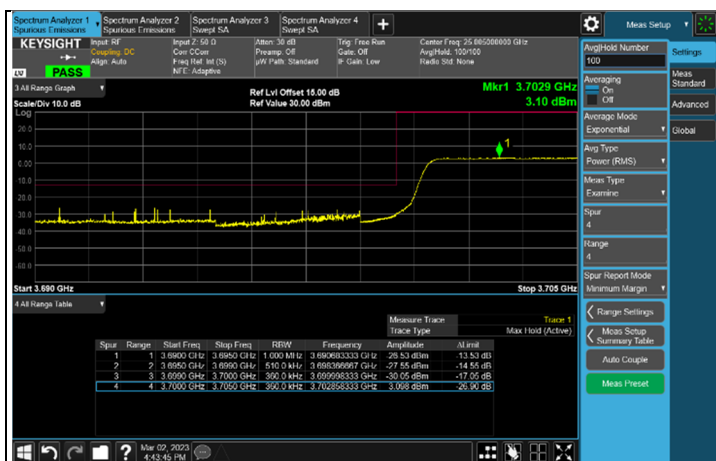 Spectrum Analyzer 1
Spurious Emissions
Spectrum Analyzer 2
Spurious Emissions
Spectrum Analyzer 3
Swept SA
Spectrum Analyzer 4
Swept SA
Meas Setup
KEYSIGHT
Input: RF
Coupling: DC
Align: Auto
Input Z: 50 Ω
Corr CCorr
Freq Ref: Int (S)
NFE: Adaptive
Atten: 30 dB
Preamp: Off
µW Path: Standard
Trig: Free Run
Gate: Off
IF Gain: Low
Center Freq: 25.005000000 GHz
Avg|Hold: 100/100
Radio Std: None
PASS
3 All Range Graph
Scale/Div 10.0 dB
Ref Lvl Offset 15.00 dB
Ref Value 30.00 dBm
Mkr1 3.7029 GHz
3.10 dBm
Log
20.0
10.0
0.00
-10.0
-20.0
-30.0
-40.0
-50.0
-60.0
1
Start 3.690 GHz
Stop 3.705 GHz
4 All Range Table
Measure Trace Trace 1
Trace Type Max Hold (Active)
Spur Range Start Freq Stop Freq RBW Frequency Amplitude ΔLimit
1 1 3.6900 GHz 3.6950 GHz 1.000 MHz 3.690683333 GHz -26.53 dBm -13.53 dB
2 2 3.6950 GHz 3.6990 GHz 510.0 kHz 3.698366667 GHz -27.55 dBm -14.55 dB
3 3 3.6990 GHz 3.7000 GHz 360.0 kHz 3.699998333 GHz -30.05 dBm -17.05 dB
4 4 3.7000 GHz 3.7050 GHz 360.0 kHz 3.702858333 GHz 3.098 dBm -26.90 dB
Mar 02, 2023
4:43:45 PM
Avg|Hold Number
100
Averaging
On
Off
Average Mode
Exponential
Avg Type
Power (RMS)
Meas Type
Examine
Spur
4
Range
4
Spur Report Mode
Minimum Margin
Range Settings
Meas Setup
Summary Table
Auto Couple
Meas Preset
Settings
Meas
Standard
Advanced
Global